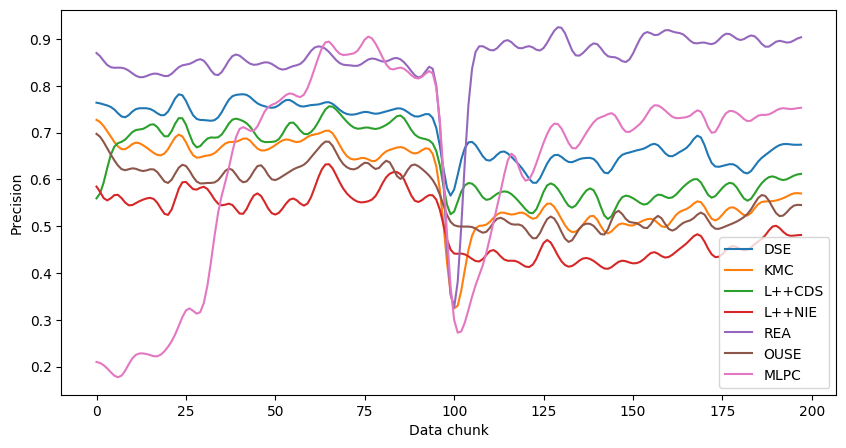 Precision
0.9
0.8
0.7
0.6
0.5
0.4
0.3
0.2
0 25 50 75 100 125 150 175 200
Data chunk
DSE
KMC
L++CDS
L++NIE
REA
OUSE
MLPC